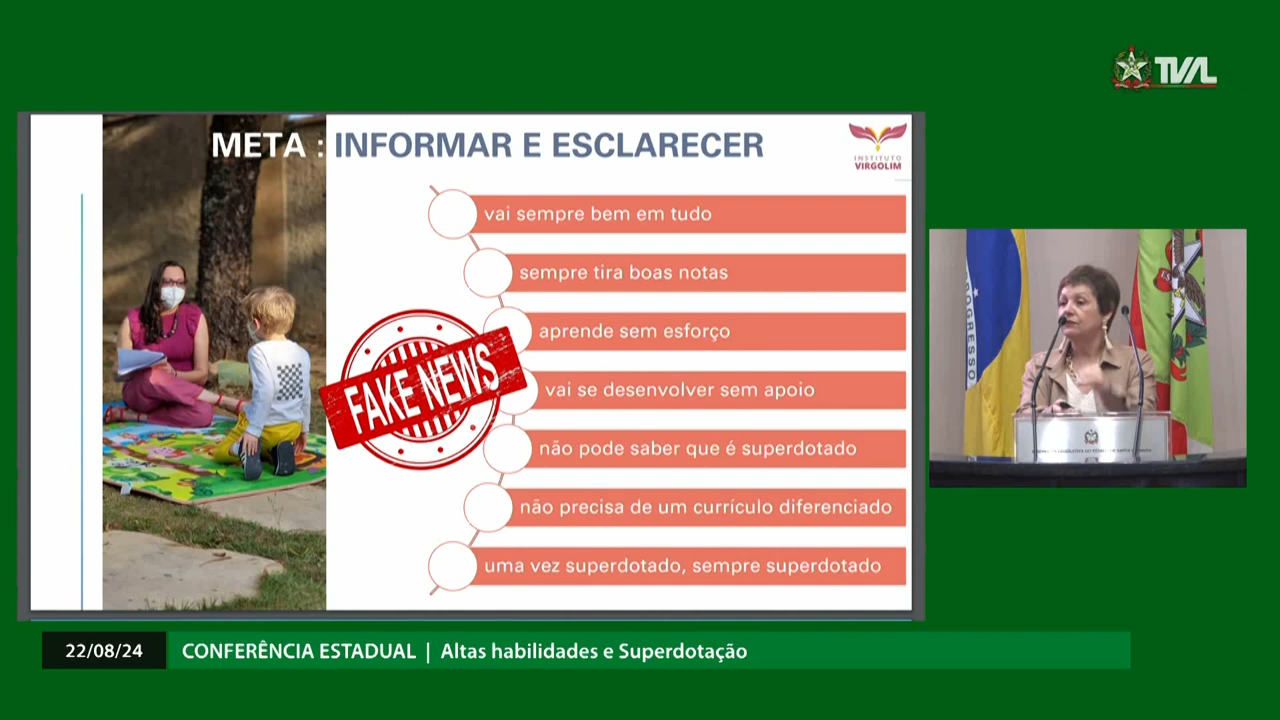 TVAL
META : INFORMAR E ESCLARECER
INSTITUTO
VIRGOLIM
vai sempre bem em tudo
sempre tira boas notas
aprende sem esforço
FAKE NEWS
vai se desenvolver sem apoio
não pode saber que é superdotado
não precisa de um currículo diferenciado
uma vez superdotado, sempre superdotado
PROGRESSO
22/08/24 CONFERÊNCIA ESTADUAL | Altas habilidades e Superdotação